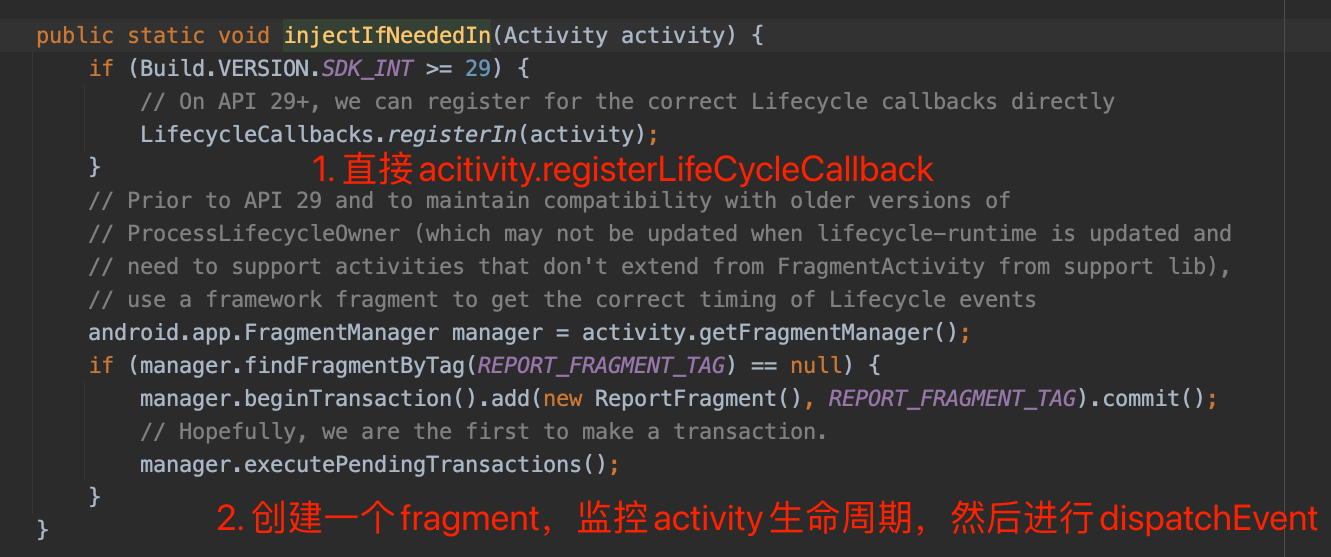 public static void injectIfNeededIn(Activity activity) {
if (Build.VERSION.SDK_INT >= 29) {
// On API 29+, we can register for the correct Lifecycle callbacks directly
LifecycleCallbacks.registerIn(activity);
}
1. 直接 acitivity.registerLifeCycleCallback
// Prior to API 29 and to maintain compatibility with older versions of
// ProcessLifecycleOwner (which may not be updated when lifecycle-runtime is updated and
// need to support activities that don't extend from FragmentActivity from support lib),
// use a framework fragment to get the correct timing of Lifecycle events
android.app.FragmentManager manager = activity.getFragmentManager();
if (manager.findFragmentByTag(REPORT_FRAGMENT_TAG) == null) {
manager.beginTransaction().add(new ReportFragment(), REPORT_FRAGMENT_TAG).commit();
// Hopefully, we are the first to make a transaction.
manager.executePendingTransactions();
}
2. 创建一个 fragment，监控 activity 生命周期，然后进行 dispatchEvent
}